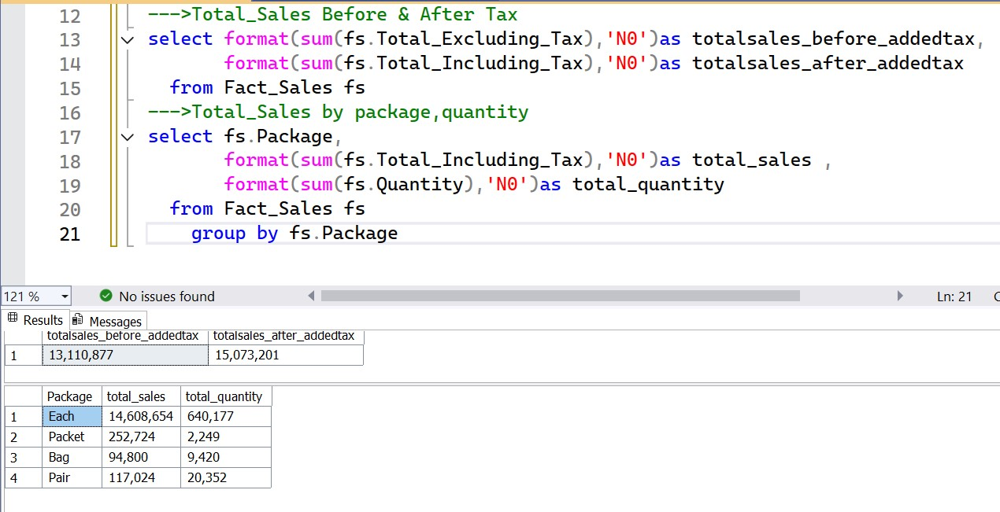 12 --->Total_Sales Before & After Tax
13 select format(sum(fs.Total_Excluding_Tax),'N0')as totalsales_before_addedtax,
14 format(sum(fs.Total_Including_Tax),'N0')as totalsales_after_addedtax
15 from Fact_Sales fs
16 --->Total_Sales by package,quantity
17 select fs.Package,
18 format(sum(fs.Total_Including_Tax),'N0')as total_sales ,
19 format(sum(fs.Quantity),'N0')as total_quantity
20 from Fact_Sales fs
21 group by fs.Package
121 % No issues found Ln: 21
Results Messages
totalsales_before_addedtax totalsales_after_addedtax
1 13,110,877 15,073,201
Package total_sales total_quantity
1 Each 14,608,654 640,177
2 Packet 252,724 2,249
3 Bag 94,800 9,420
4 Pair 117,024 20,352